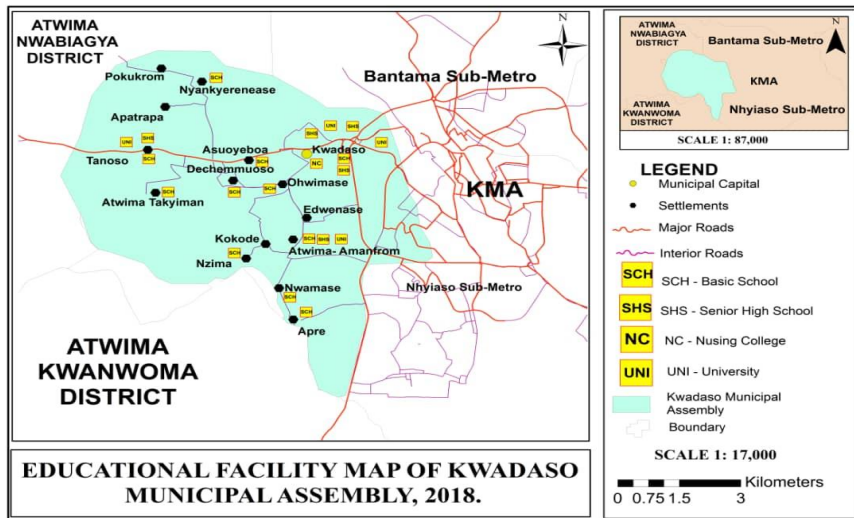 ATWIMA
NWABIAGYA
DISTRICT
N
Pokukrom
SCH
Nyankyerenease
Bantama Sub-Metro
Apatrapa
UNI
SHS
SHS
UNI
SHS
UNI
Asuoyeboa
Kwadaso
Tanoso
SCH
SCH
NC
SCH
SHS
Dechemmuoso
KMA
Atwima Takyiman
SCH
SCH
SCH
Ohwimase
Edwenase
Kokode
SCH
SHS
UNI
Atwima- Amanfrom
SCH
Nzima
Nwamase
Nhyiaso Sub-Metro
SCH
SCH
Apre
ATWIMA
KWANWOMA
DISTRICT
EDUCATIONAL FACILITY MAP OF KWADASO
MUNICIPAL ASSEMBLY, 2018.
ATWIMA
NWABIAGYA
DISTRICT
Bantama Sub-Metro
N
KMA
ATWIMA
KWANWOMA
DISTRICT
Nhyiaso Sub-Metro
SCALE 1: 87,000
LEGEND
Municipal Capital
Settlements
Major Roads
Interior Roads
SCH SCH - Basic School
SHS SHS - Senior High School
NC NC - Nusing College
UNI UNI - University
Kwadaso Municipal
Assembly
Boundary
SCALE 1: 17,000
Kilometers
0 0.75 1.5 3